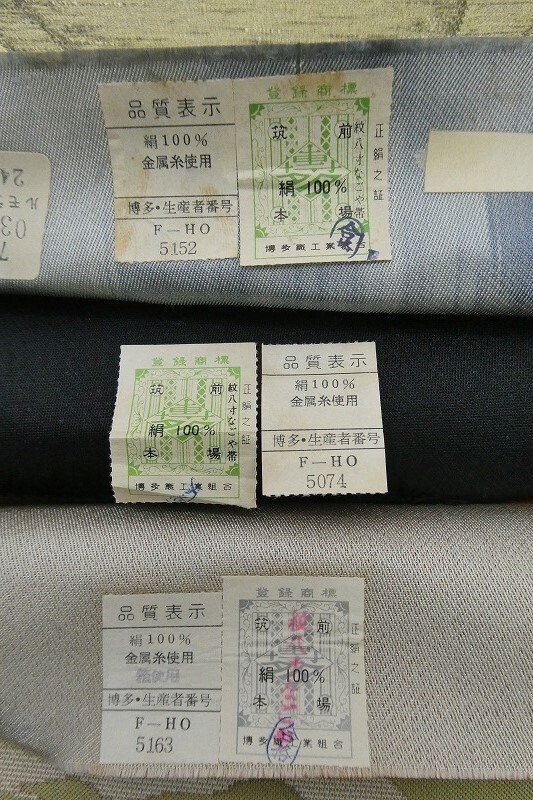 品質表示
絹100%
金属糸使用
博多・生産者番号
F－HO
5152
登録商標
筑前
絹100%
本場
紋八寸なごや帯
正絹之証
合格
博多織工業組合
登録商標
筑前
絹100%
本場
紋八寸なごや帯
正絹之証
博多織工業組合
品質表示
絹100%
金属糸使用
博多・生産者番号
F－HO
5074
品質表示
絹100%
金属糸使用
博多・生産者番号
F－HO
5163
登録商標
筑前
絹100%
本場
正絹之証
博多織工業組合